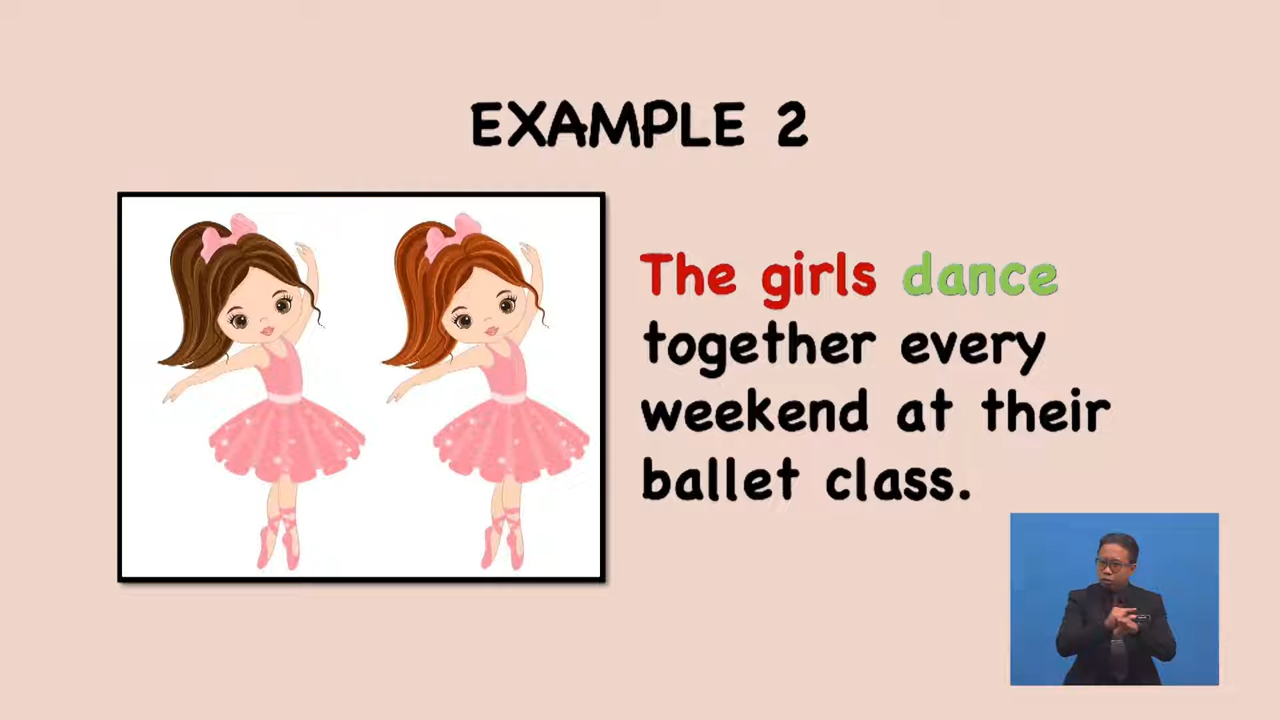 EXAMPLE 2
The girls dance
together every
weekend at their
ballet class.